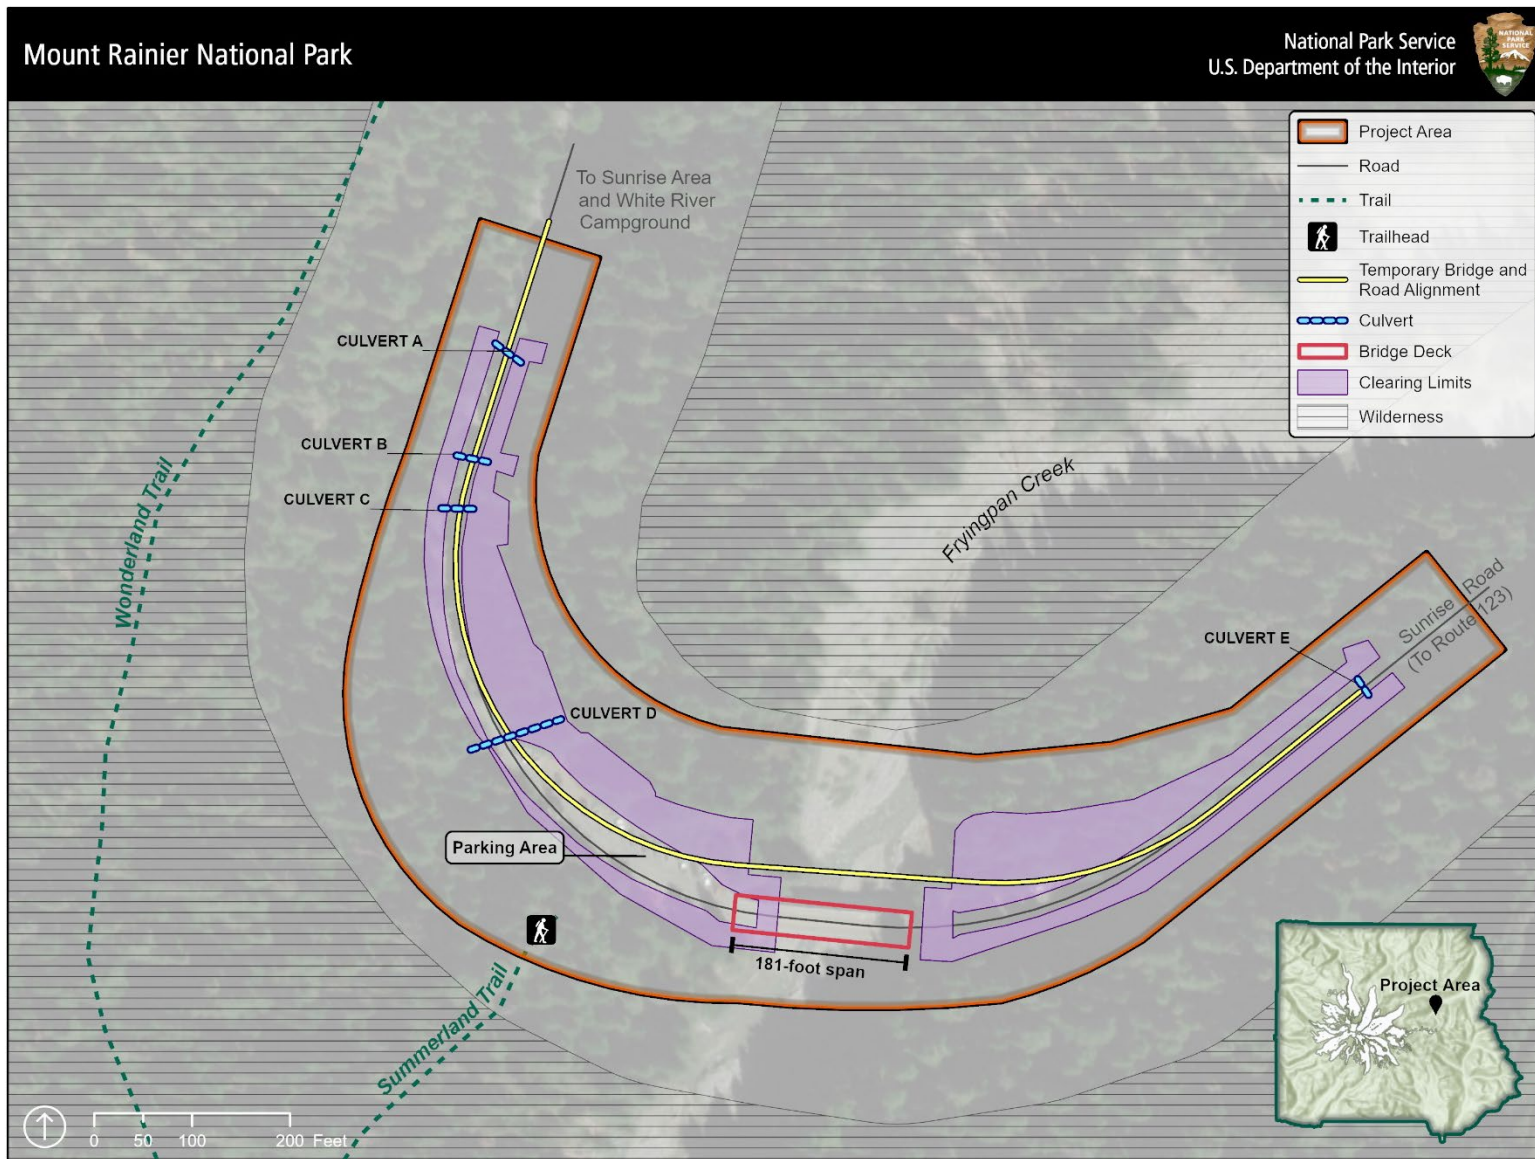 Mount Rainier National Park
National Park Service
U.S. Department of the Interior
NATIONAL
PARK
SERVICE
To Sunrise Area
and White River
Campground
Project Area
Road
Trail
Trailhead
Temporary Bridge and
Road Alignment
Culvert
Bridge Deck
Clearing Limits
Wilderness
CULVERT A
CULVERT B
CULVERT C
Wonderland Trail
Fryingpan Creek
Sunrise Road
(To Route 123)
CULVERT E
CULVERT D
Parking Area
181-foot span
Summerland Trail
Project Area
0 50 100 200 Feet